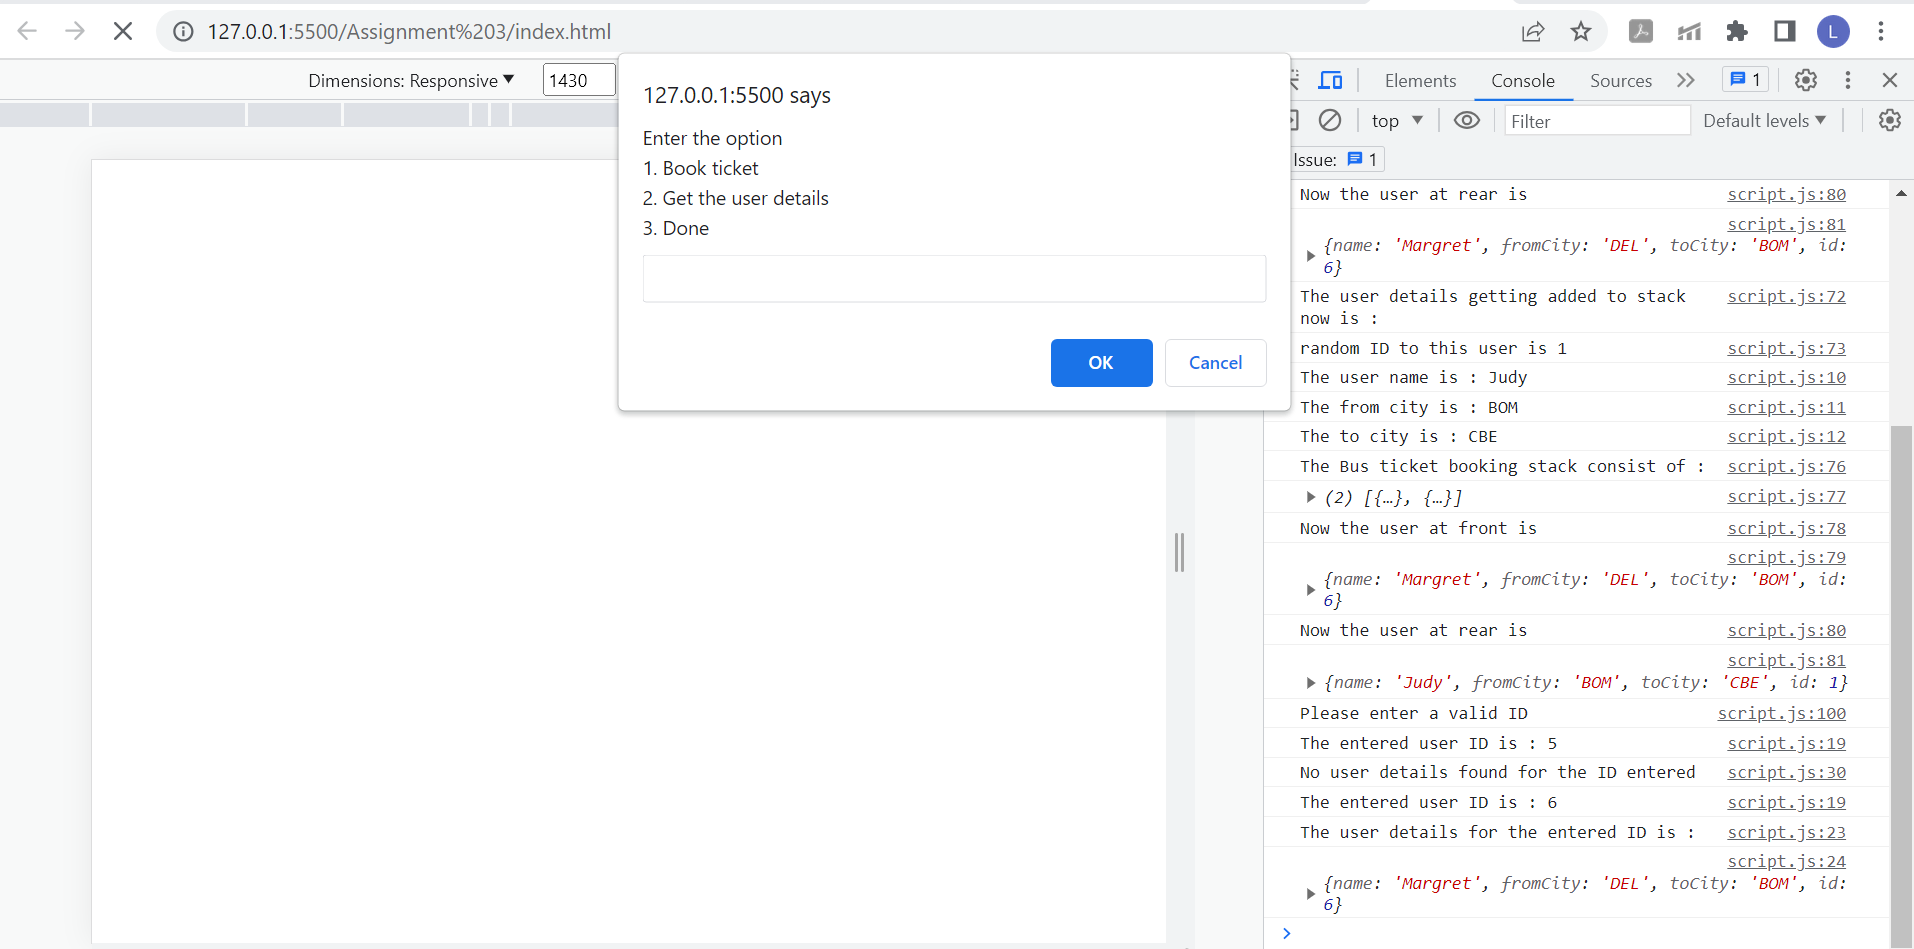 127.0.0.1:5500/Assignment%203/index.html
L
Dimensions: Responsive
1430
127.0.0.1:5500 says
Enter the option
1. Book ticket
2. Get the user details
3. Done
OK
Cancel
Elements
Console
Sources
1
top
Filter
Default levels
Issue: 1
Now the user at rear is script.js:80
script.js:81
{name: 'Margret', fromCity: 'DEL', toCity: 'BOM', id:
6}
The user details getting added to stack script.js:72
now is :
random ID to this user is 1 script.js:73
The user name is : Judy script.js:10
The from city is : BOM script.js:11
The to city is : CBE script.js:12
The Bus ticket booking stack consist of : script.js:76
(2) [{…}, {…}] script.js:77
Now the user at front is script.js:78
script.js:79
{name: 'Margret', fromCity: 'DEL', toCity: 'BOM', id:
6}
Now the user at rear is script.js:80
script.js:81
{name: 'Judy', fromCity: 'BOM', toCity: 'CBE', id: 1}
Please enter a valid ID script.js:100
The entered user ID is : 5 script.js:19
No user details found for the ID entered script.js:30
The entered user ID is : 6 script.js:19
The user details for the entered ID is : script.js:23
script.js:24
{name: 'Margret', fromCity: 'DEL', toCity: 'BOM', id:
6}